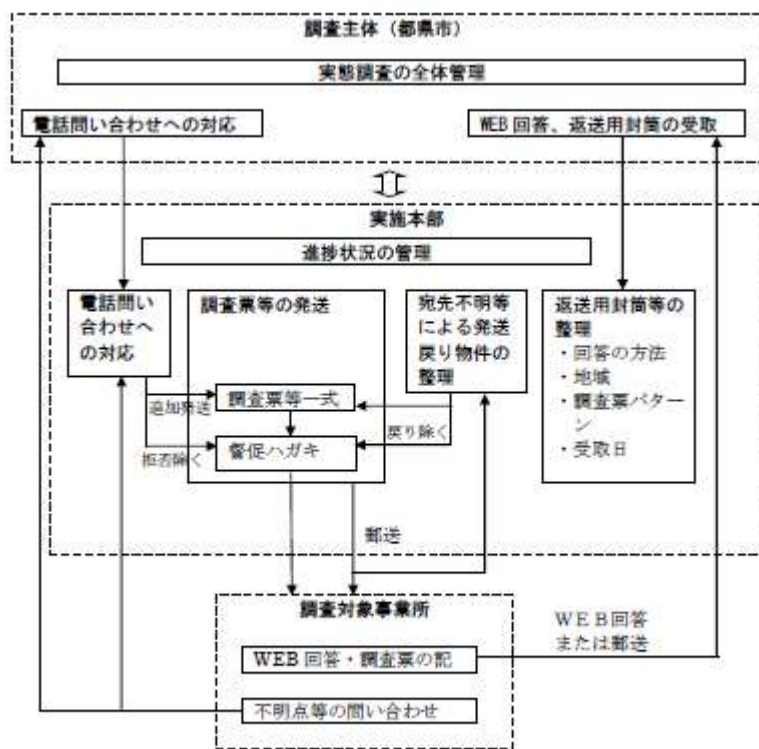 調査主体（都県市）
実態調査の全体管理
電話問い合わせへの対応
WEB 回答、返送用封筒の受取
実施本部
進捗状況の管理
電話問い
合わせへ
の対応
調査票等の発送
宛先不明等
による発送
戻り物件の
整理
返送用封筒等の
整理
・回答の方法
・地域
・調査票パター
ン
・受取日
追加発送
調査票等一式
拒否除く
督促ハガキ
戻り除く
郵送
調査対象事業所
WEB 回答・調査票の記
ＷＥＢ回答
または郵送
不明点等の問い合わせ